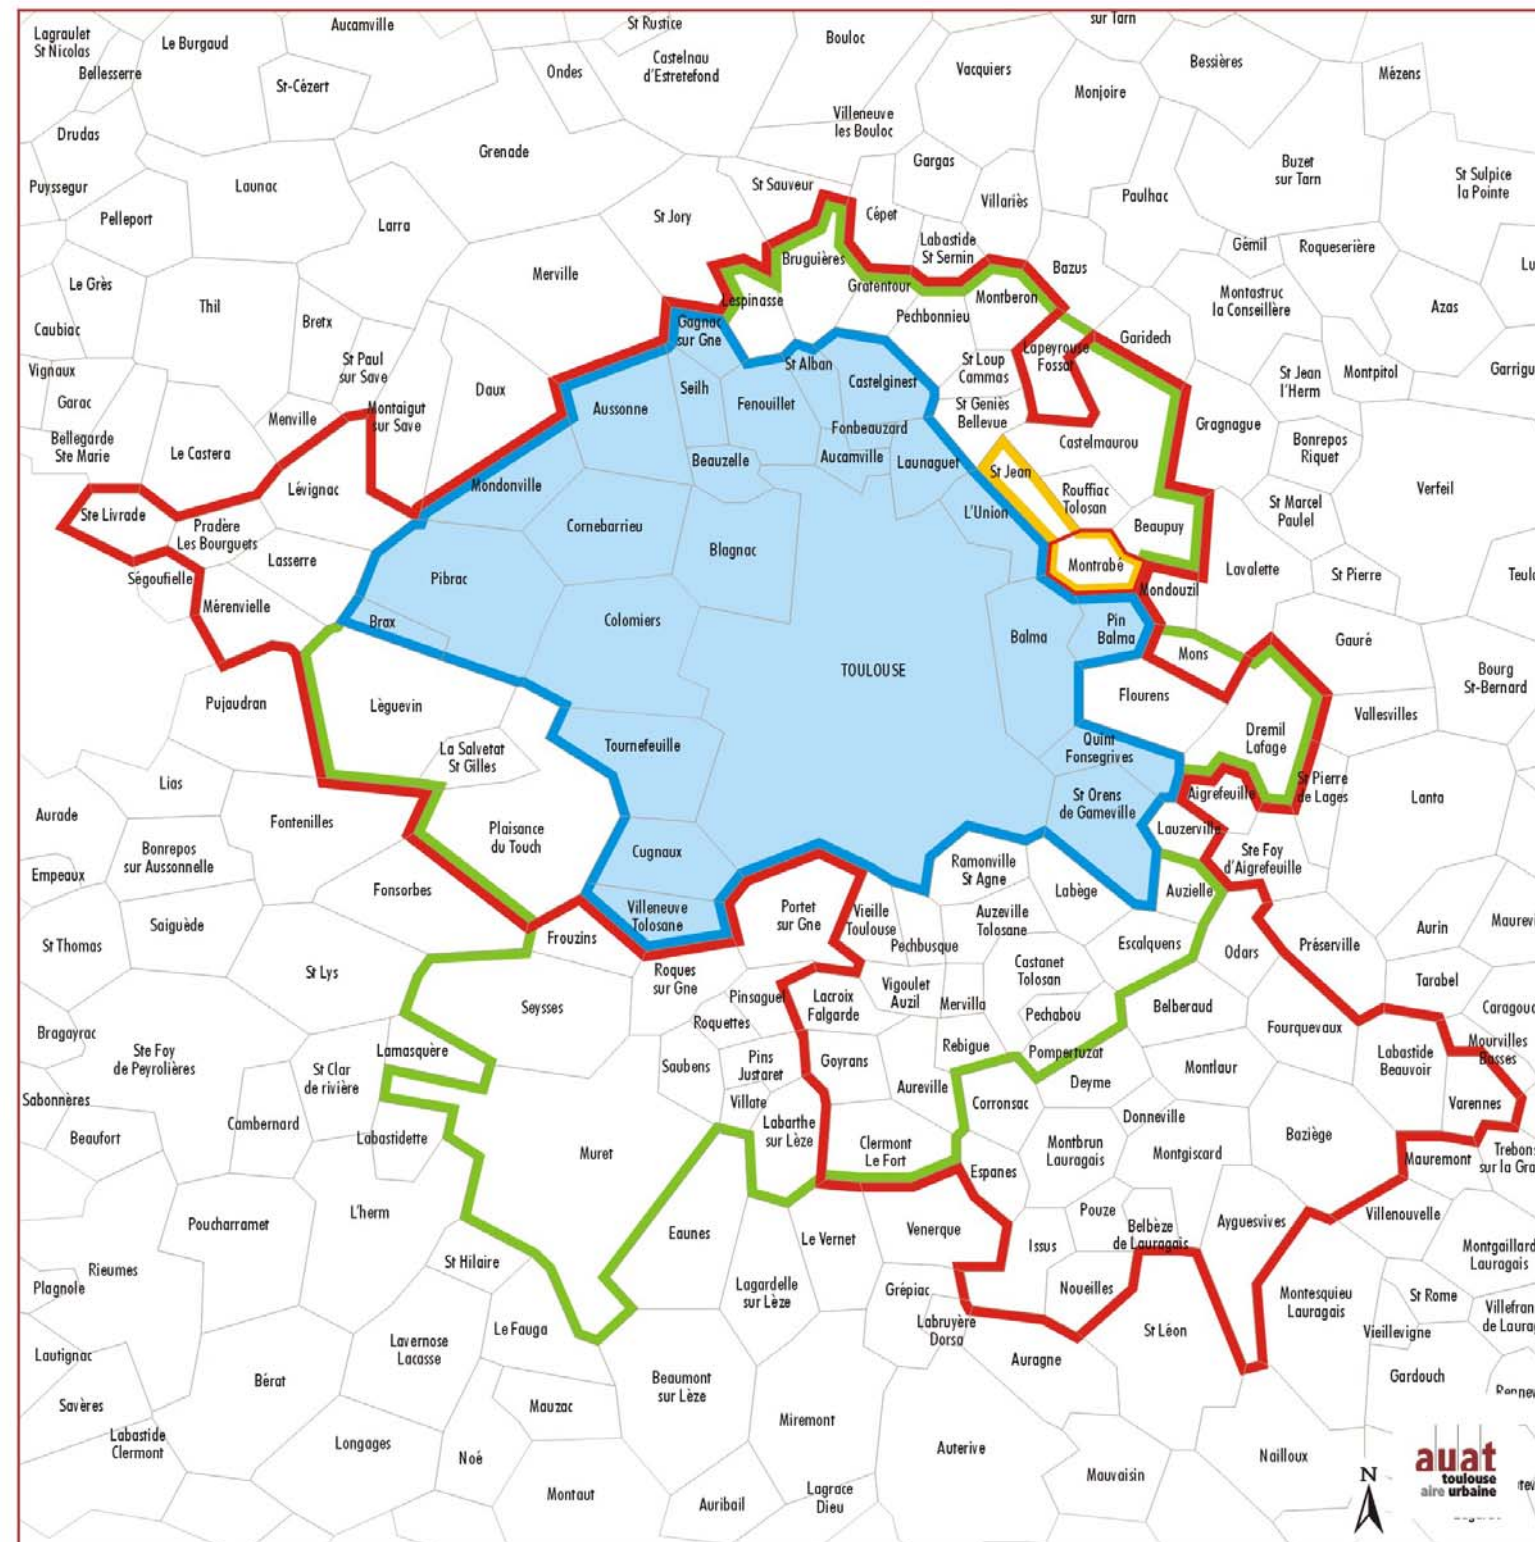 sur Tarn
Lagraulet
St Nicolas
Le Burgaud
Aucamville
St Rustice
Castelnau
d'Estretefond
Bouloc
Vacquiers
Bessières
Mézens
Bellesserre
St-Cézert
Ondes
Monjoire
Drudas
Villeneuve
les Bouloc
Grenade
Gargas
Buzet
sur Tarn
St Sulpice
la Pointe
Puyssegur
Launac
St Sauveur
Villariès
Paulhac
Pelleport
Larra
St Jory
Cépet
Labastide
St Sernin
Gémil
Roqueserière
Le Grès
Merville
Bruguières
Bazus
Lu
Thil
Lespinasse
Gratentour
Montberon
Montastruc
la Conseillère
Azas
Caubiac
Bretx
Gagnac
sur Gne
Pechbonnieu
Garidech
Vignaux
St Paul
sur Save
St Alban
St Loup
Cammas
Lapeyrouse
Fossat
St Jean
l'Herm
Montpitol
Garrigu
Garac
Daux
Seilh
Castelginest
Menville
Montaigut
sur Save
Aussonne
Fenouillet
St Geniès
Bellevue
Gragnague
Bellegarde
Ste Marie
Le Castera
Fonbeauzard
Castelmaurou
Bonrepos
Riquet
Beauzelle
Aucamville
Launaguet
St Jean
Lévignac
Mondonville
Rouffiac
Tolosan
Verfeil
Ste Livrade
Pradère
Les Bourguets
Cornebarrieu
L'Union
Beaupuy
St Marcel
Paulel
Lasserre
Blagnac
Montrabé
Lavalette
St Pierre
Teulo
Ségoufielle
Pibrac
Mondouzil
Mérenvielle
Brax
Colomiers
Balma
Pin
Balma
Gauré
TOULOUSE
Mons
Bourg
St-Bernard
Pujaudran
Lèguevin
Flourens
Vallesvilles
La Salvetat
St Gilles
Tournefeuille
Quint
Fonsegrives
Dremil
Lafage
Lias
St Pierre
de Lages
Lanta
Aurade
Fontenilles
Plaisance
du Touch
St Orens
de Gameville
Aigrefeuille
Lauzerville
Bonrepos
sur Aussonnelle
Cugnaux
Ramonville
St Agne
Ste Foy
d'Aigrefeuille
Empeaux
Fonsorbes
Labège
Auzielle
Saiguède
Villeneuve
Tolosane
Portet
sur Gne
Vieille
Toulouse
Auzeville
Tolosane
Aurin
Maurevi
St Thomas
Frouzins
Pechbusque
Escalquens
Odars
Préserville
St Lys
Roques
sur Gne
Castanet
Tolosan
Tarabel
Seysses
Pinsaguel
Lacroix
Falgarde
Vigoulet
Auzil
Mervilla
Belberaud
Caragoud
Bragayrac
Roquettes
Pechabou
Fourquevaux
Ste Foy
de Peyrolières
Lamasquère
Rebigue
Pompertuzat
Labastide
Beauvoir
Mourvilles
Basses
St Clar
de rivière
Saubens
Pins
Justaret
Goyrans
Montlaur
Sabonnères
Aureville
Deyme
Varennes
Cambernard
Villate
Corronsac
Donneville
Beaufort
Labastidette
Labarthe
sur Lèze
Clermont
Le Fort
Baziège
Trebons
sur la Gra
Muret
Montbrun
Lauragais
Montgiscard
Mauremont
Espanes
Poucharramet
L'herm
Pouze
Villenouvelle
Eaunes
Venerque
Belbèze
de Lauragais
Ayguesvives
Le Vernet
Issus
Montgaillard
Lauragais
Rieumes
St Hilaire
Plagnole
Lagardelle
sur Lèze
Grépiac
Noueilles
Montesquieu
Lauragais
St Rome
Villefran
de Laurag
Le Fauga
Labruyère
Dorsa
St Léon
Vieillevigne
Lautignac
Lavernose
Lacasse
Auragne
Gardouch
Bérat
Beaumont
sur Lèze
Savères
Mauzac
Miremont
Labastide
Clermont
Longages
Noé
Auterive
Nailloux
Mauvaisin
Montaut
Auribail
Lagrace
Dieu
N
auat
toulouse
aire urbaine